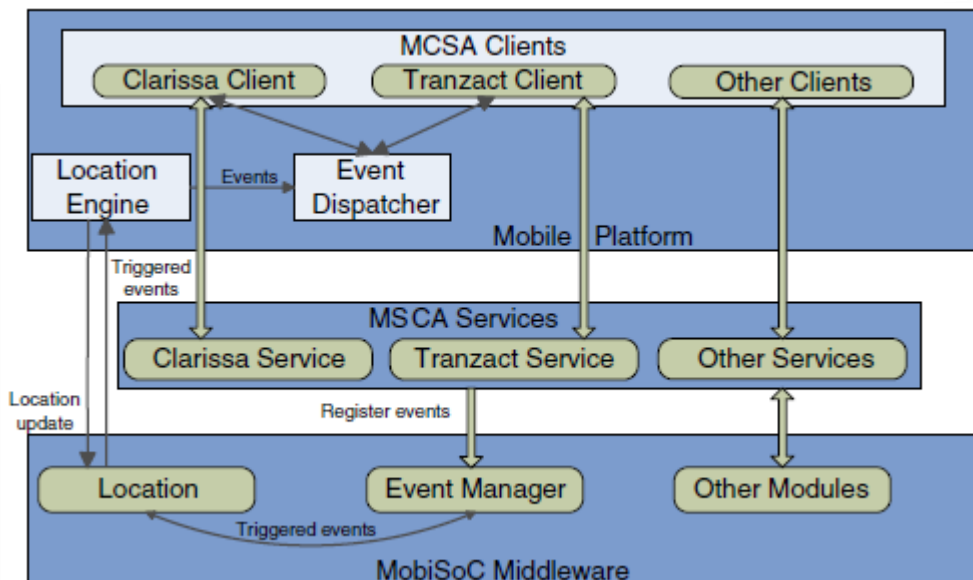 MCSA Clients
Clarissa Client
Tranzact Client
Other Clients
Location
Engine
Events
Event
Dispatcher
Mobile Platform
Triggered
events
MSCA Services
Clarissa Service
Tranzact Service
Other Services
Location
update
Register events
Location
Event Manager
Other Modules
Triggered events
MobiSoC Middleware